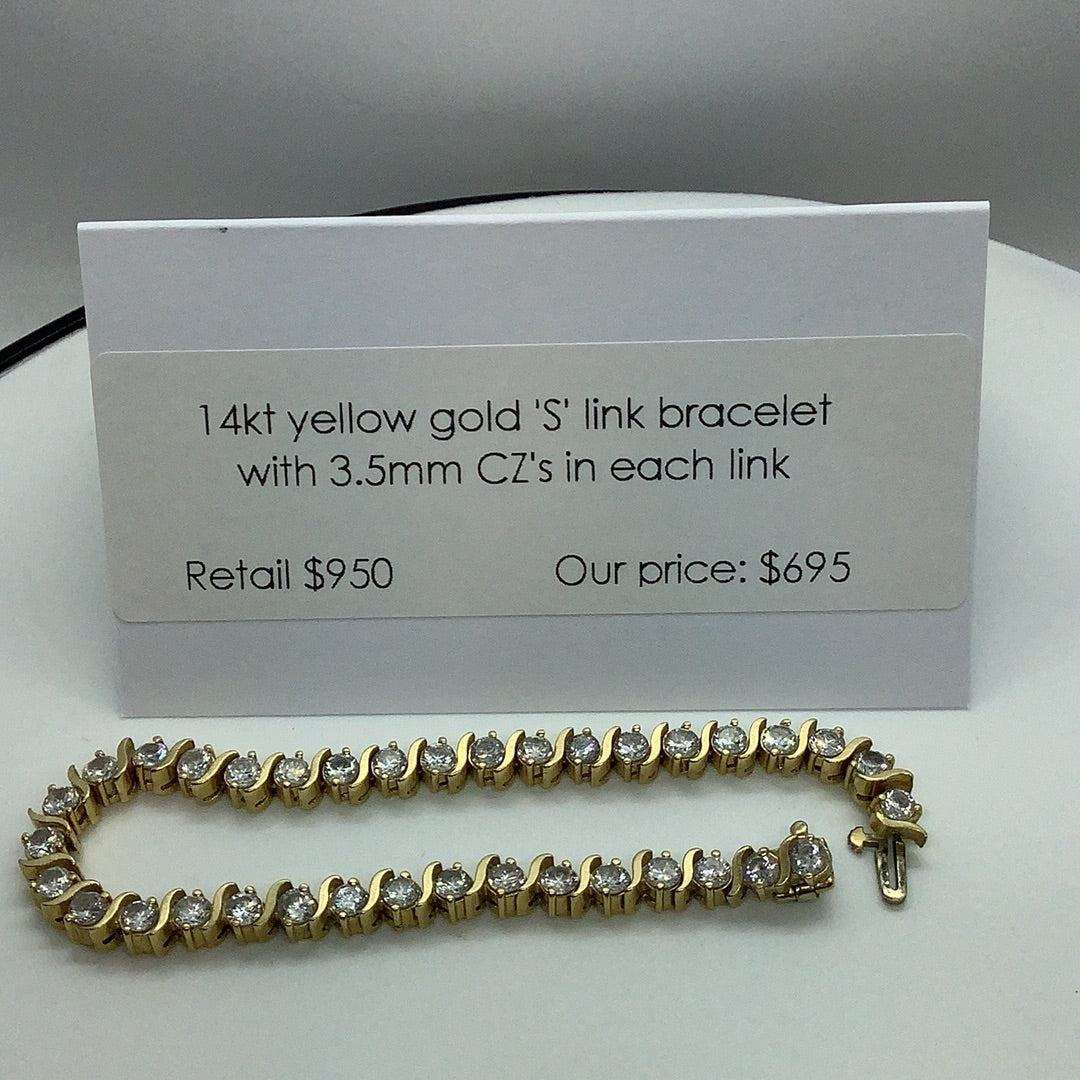 14kt yellow gold 'S' link bracelet
with 3.5mm CZ's in each link
Retail $950 Our price: $695